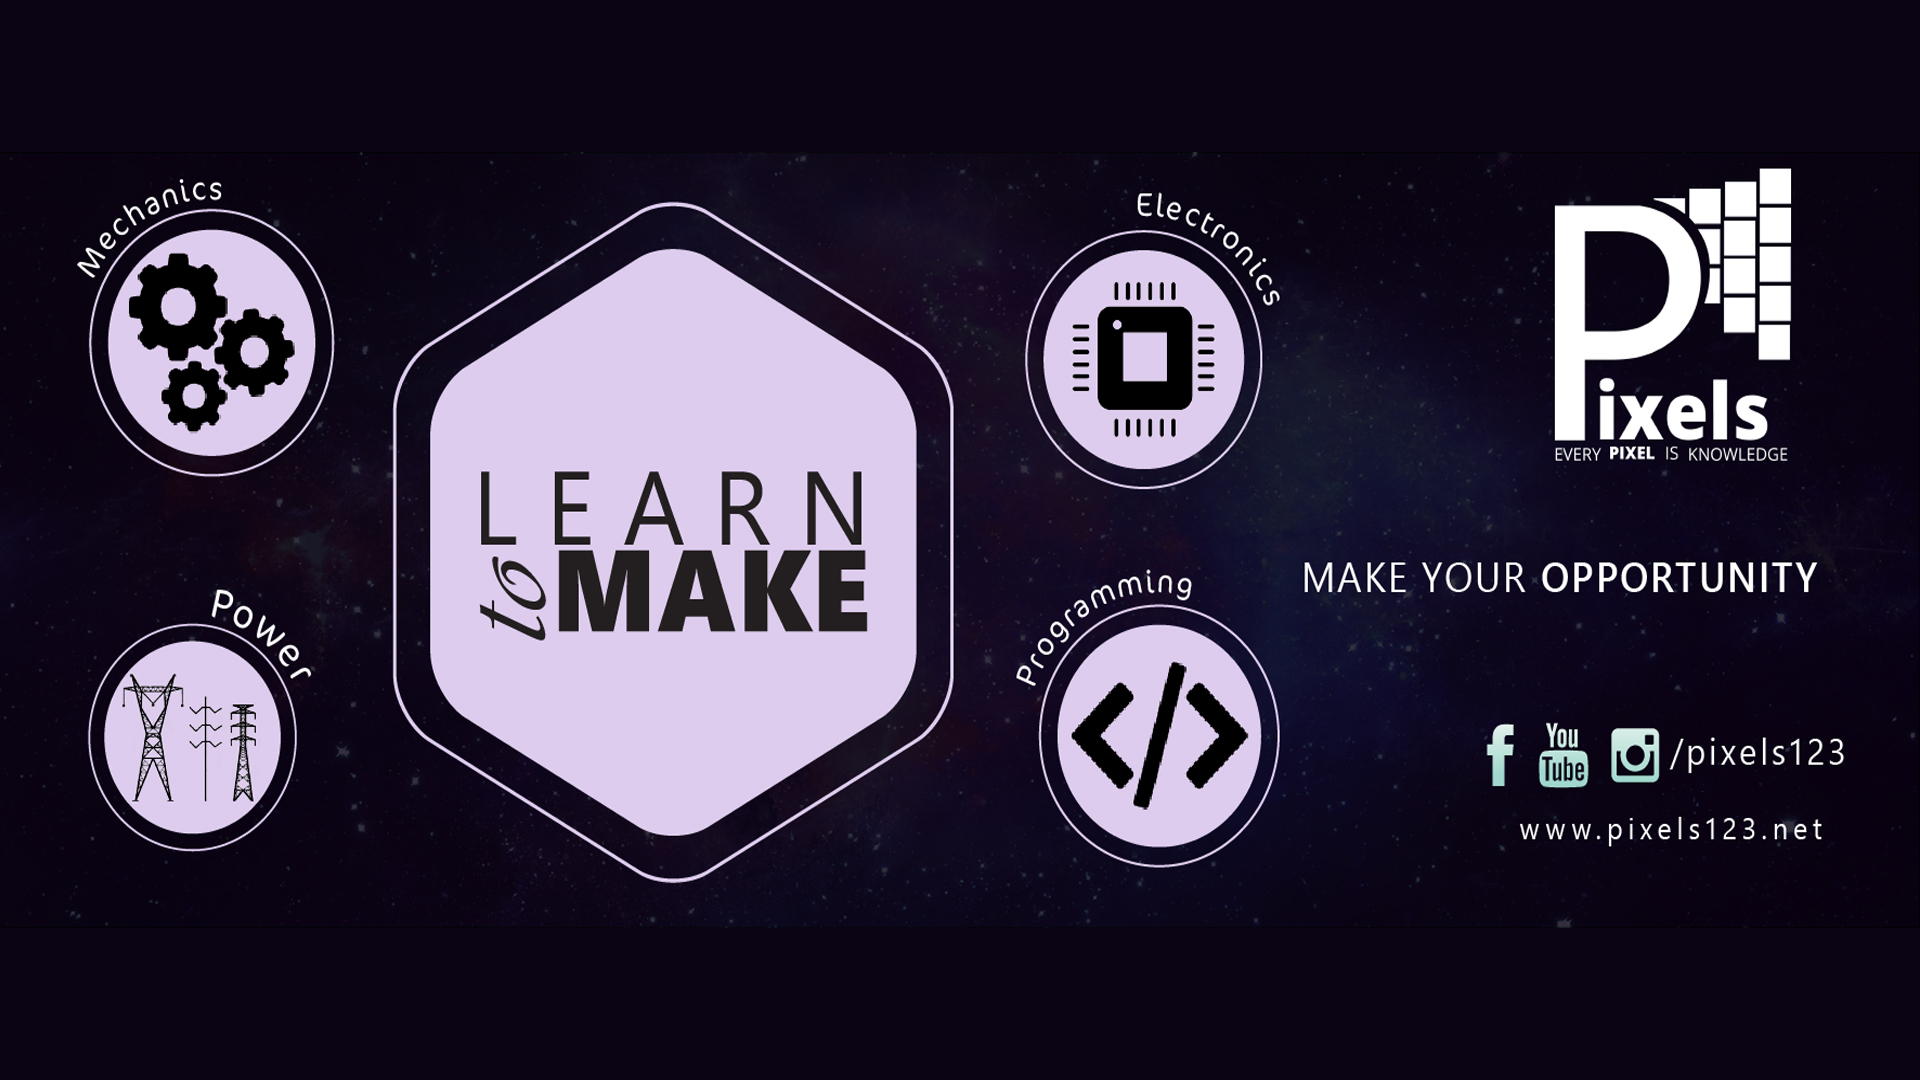 Mechanics
Power
LEARN
to MAKE
Electronics
Programming
Pixels
EVERY PIXEL IS KNOWLEDGE
MAKE YOUR OPPORTUNITY
f You Tube /pixels123
www.pixels123.net